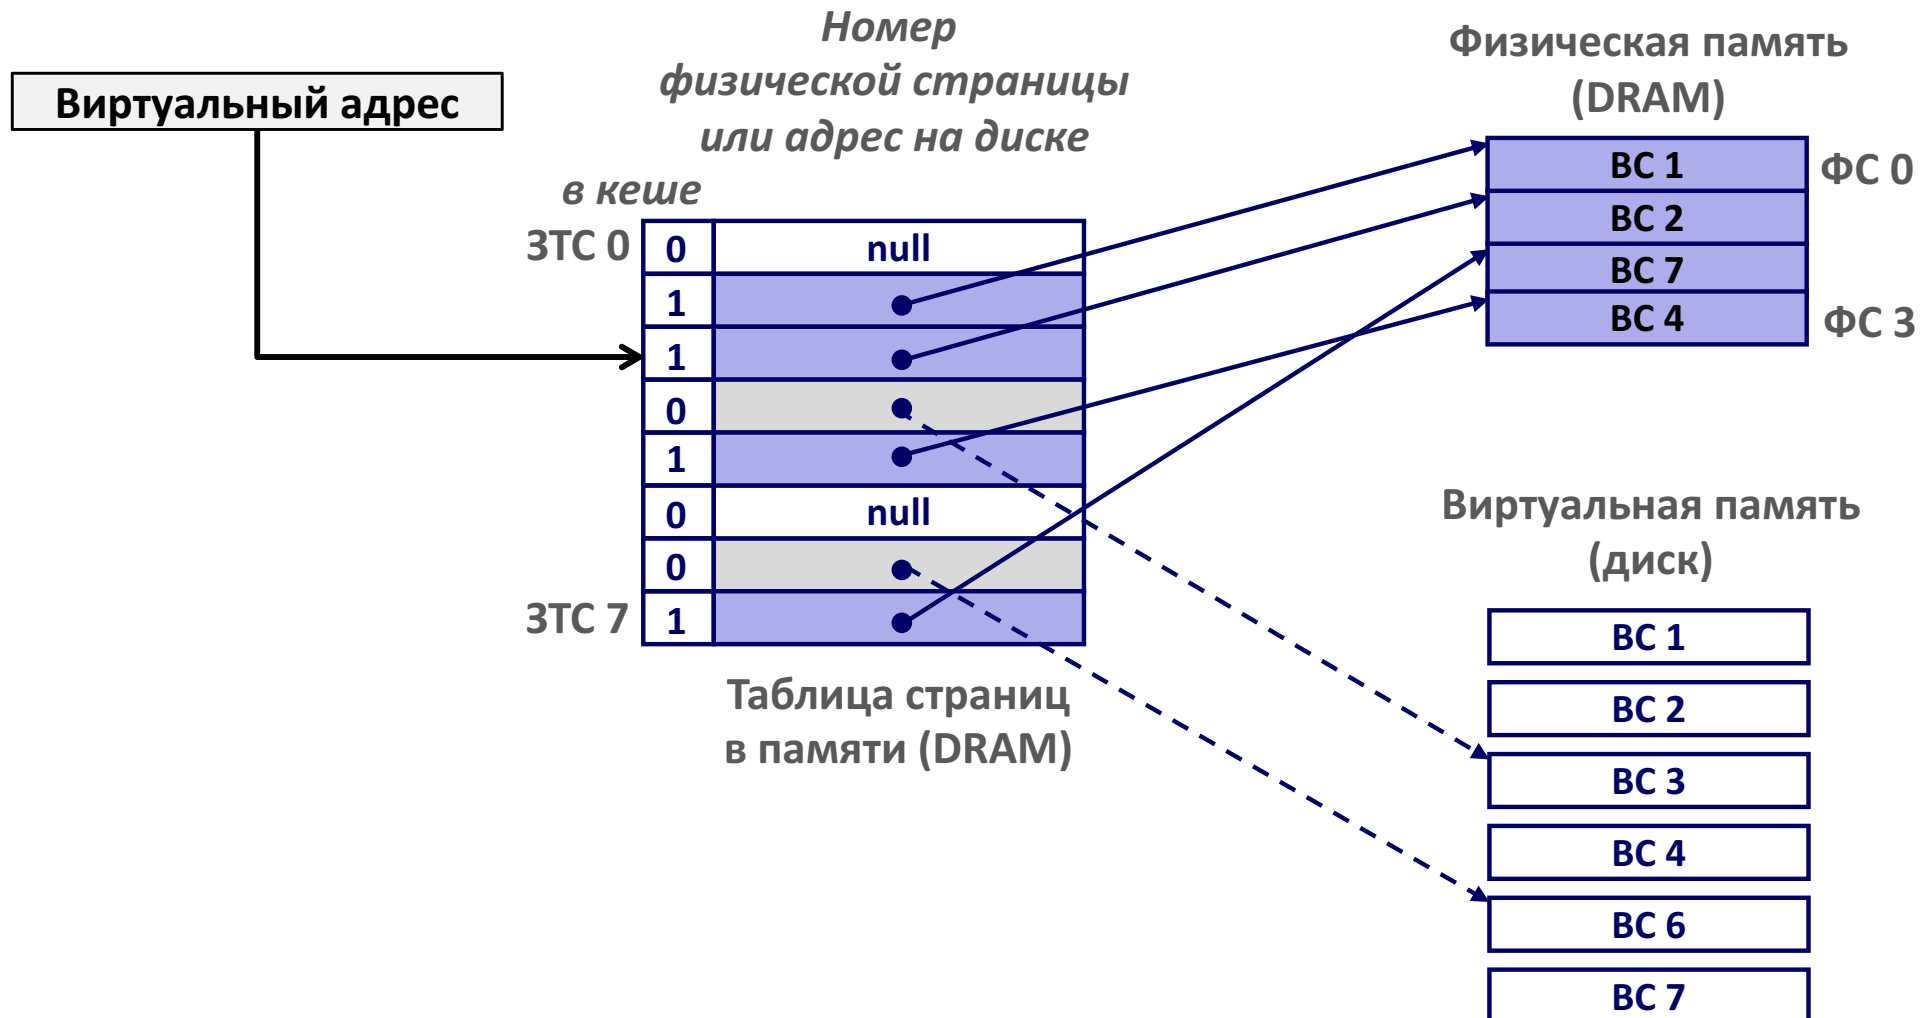 Номер
физической страницы
или адрес на диске
Физическая память
(DRAM)
Виртуальный адрес
в кеше
ЗТС 0
0
null
1
1
0
1
0
null
0
ЗТС 7
1
ВС 1
ФС 0
ВС 2
ВС 7
ВС 4
ФС 3
Таблица страниц
в памяти (DRAM)
Виртуальная память
(диск)
ВС 1
ВС 2
ВС 3
ВС 4
ВС 6
ВС 7